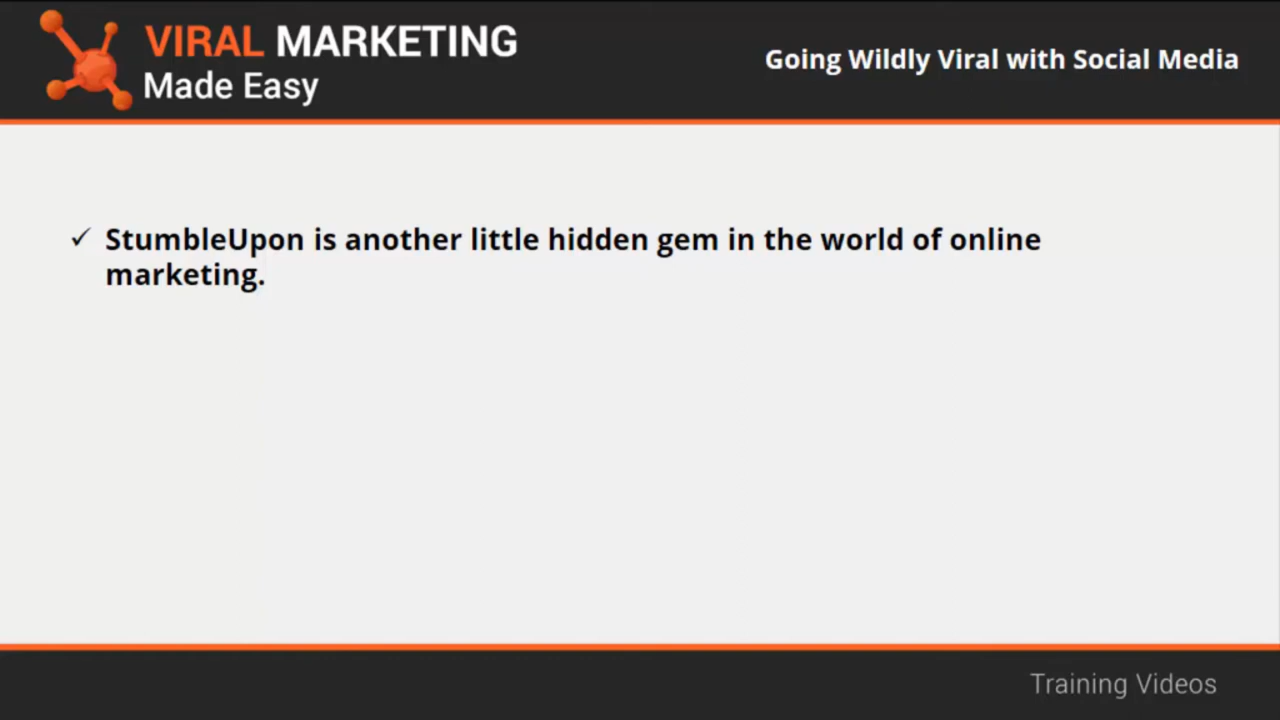 VIRAL MARKETING
Made Easy
Going Wildly Viral with Social Media
✓ StumbleUpon is another little hidden gem in the world of online
marketing.
Training Videos